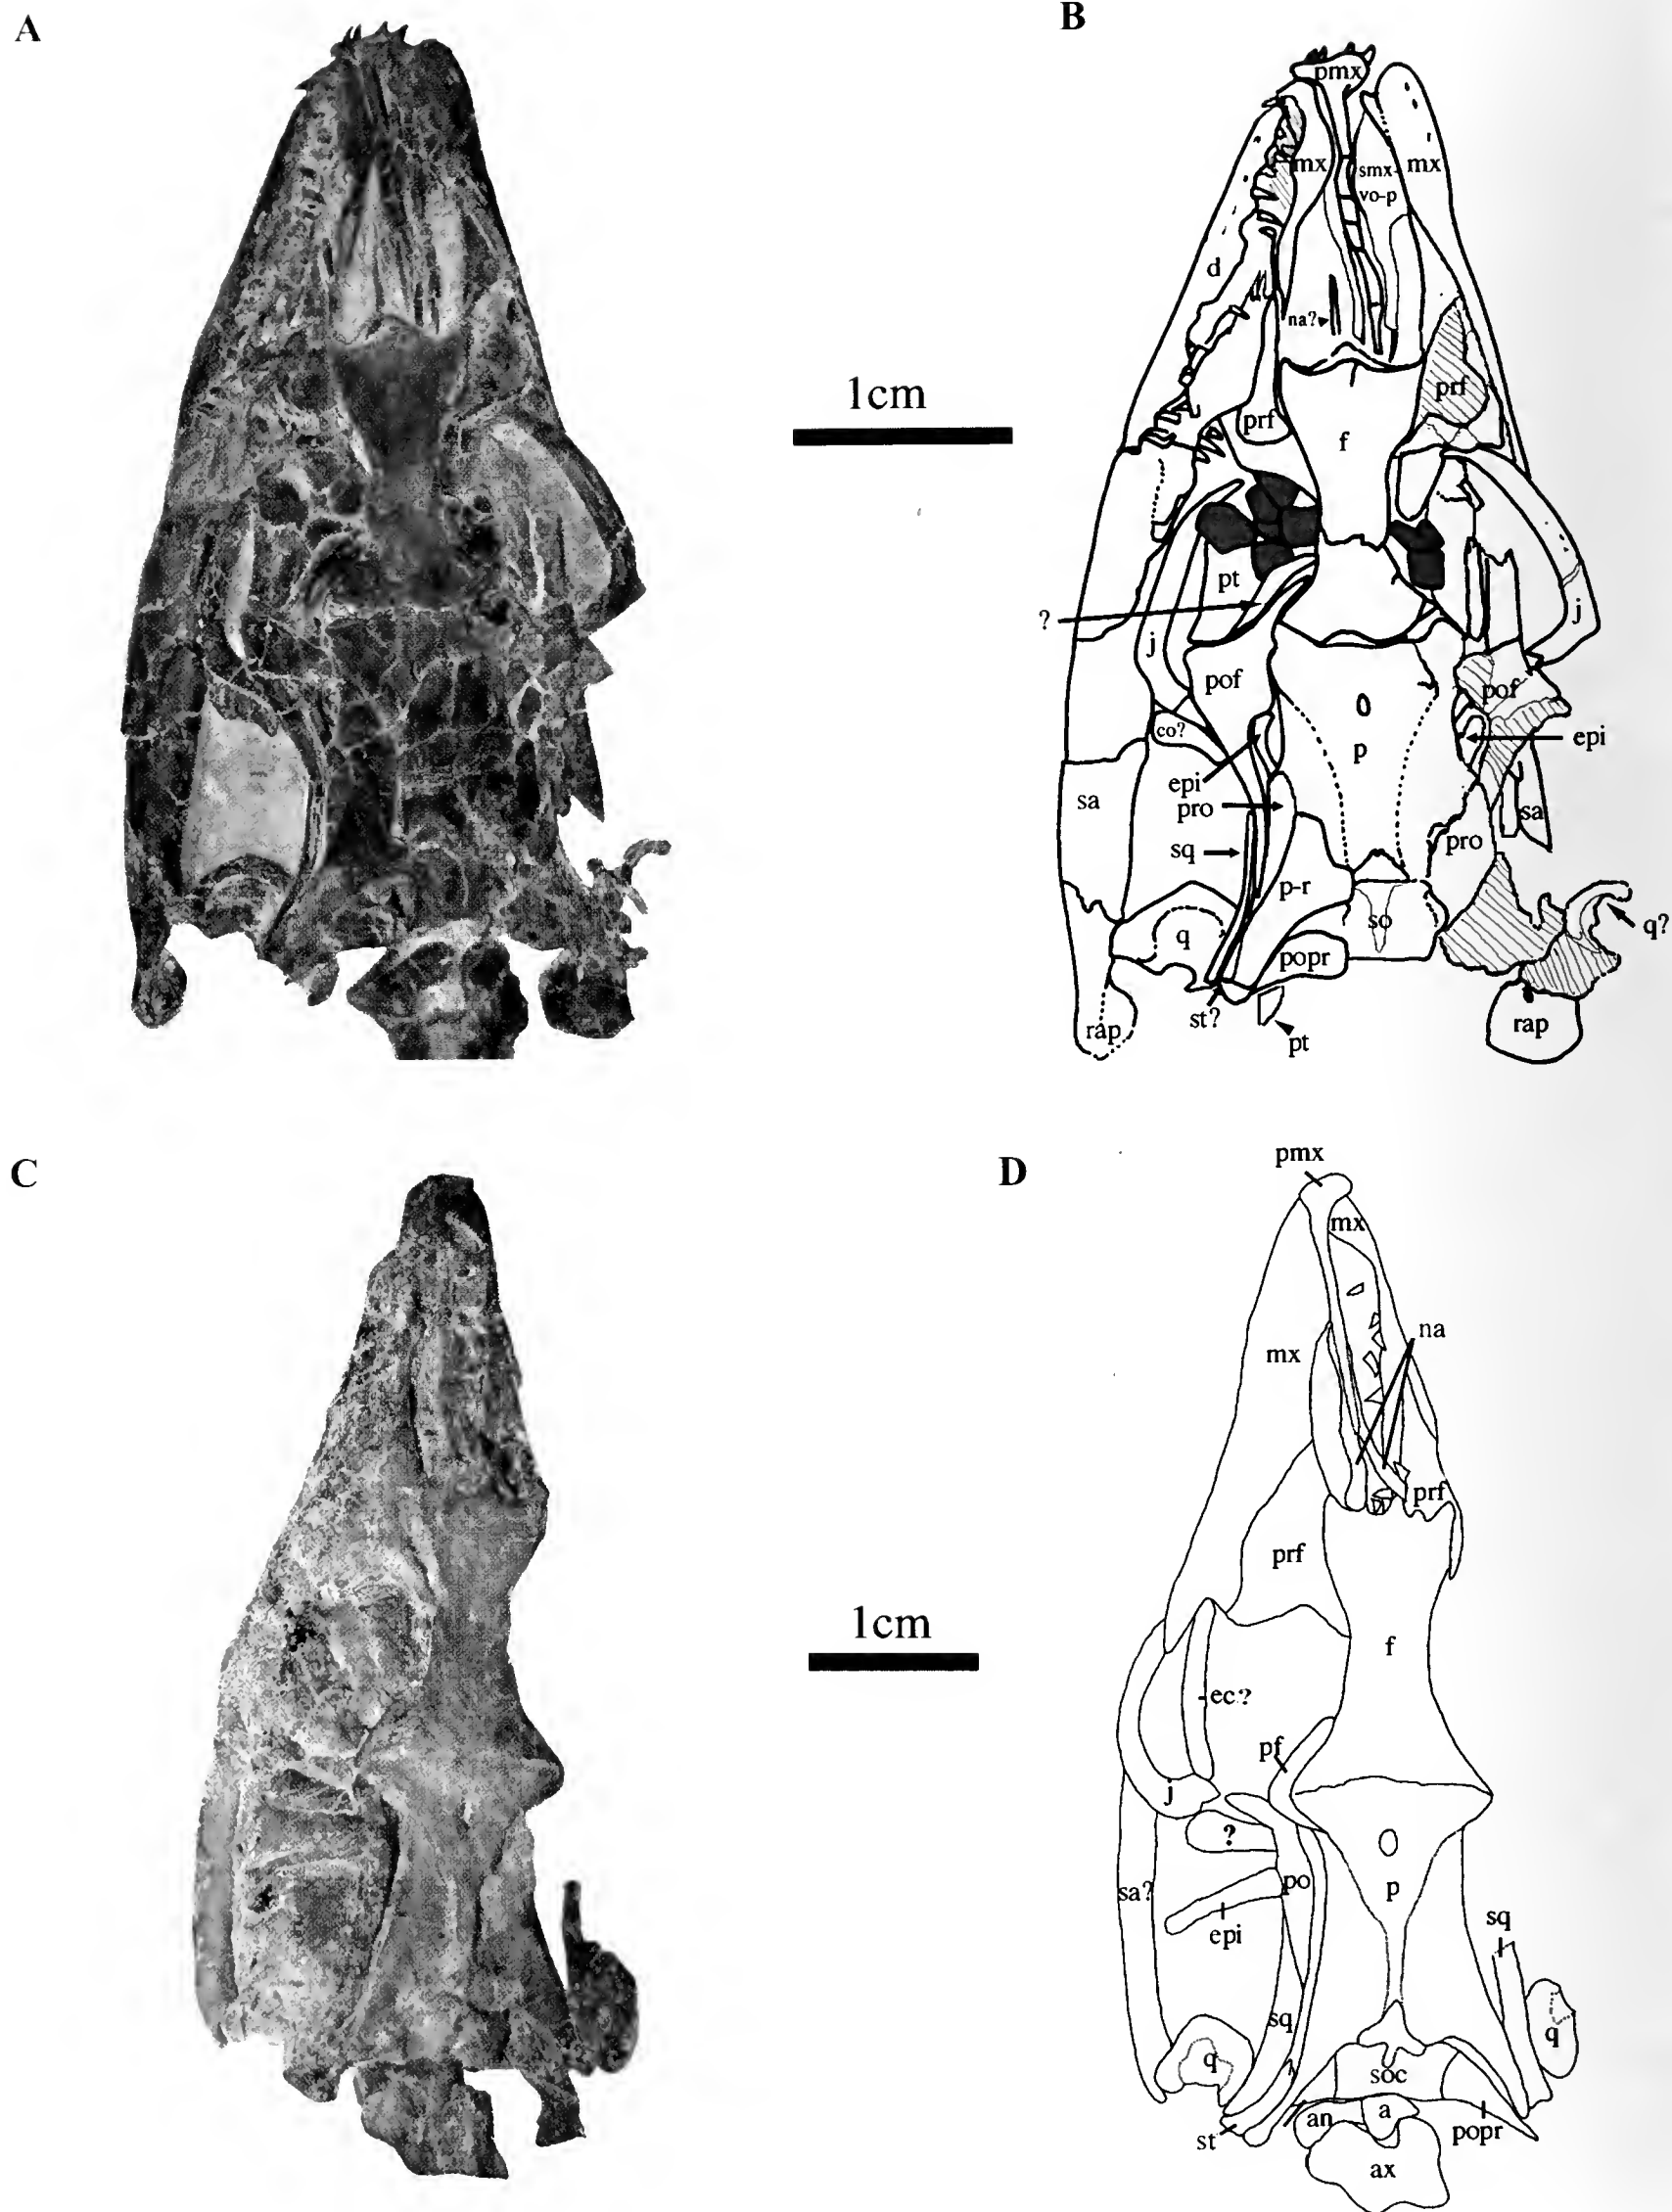 A
B
pmx
mx
smx-
vo-p
mx
d
na?
prf
prf
1cm
f
pt
?
j
j
pof
pof
co?
p
epi
epi
pro
sa
sa
sq
pro
p-r
so
q
q?
popr
st?
rap
pt
rap
C
D
pmx
mx
na
mx
prf
prf
1cm
f
ec?
pf
j
?
p
po
sa?
epi
sq
sq
q
q
soc
an
a
popr
st
ax